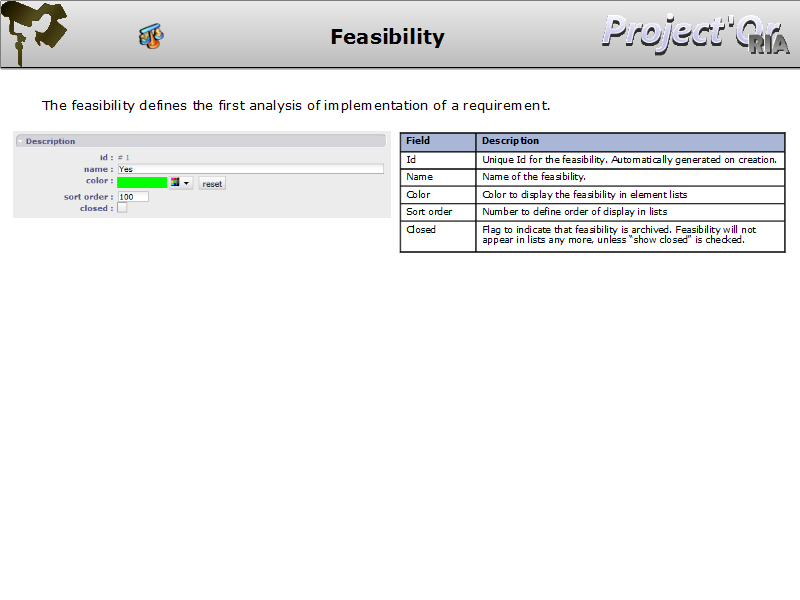 Feasibility
Project'Or
RIA
The feasibility defines the first analysis of implementation of a requirement.
Description
id : # 1
name : Yes
color :
reset
sort order : 100
closed :
Field Description
Id Unique Id for the feasibility. Automatically generated on creation.
Name Name of the feasibility.
Color Color to display the feasibility in element lists
Sort order Number to define order of display in lists
Closed Flag to indicate that feasibility is archived. Feasibility will not
appear in lists any more, unless “show closed” is checked.